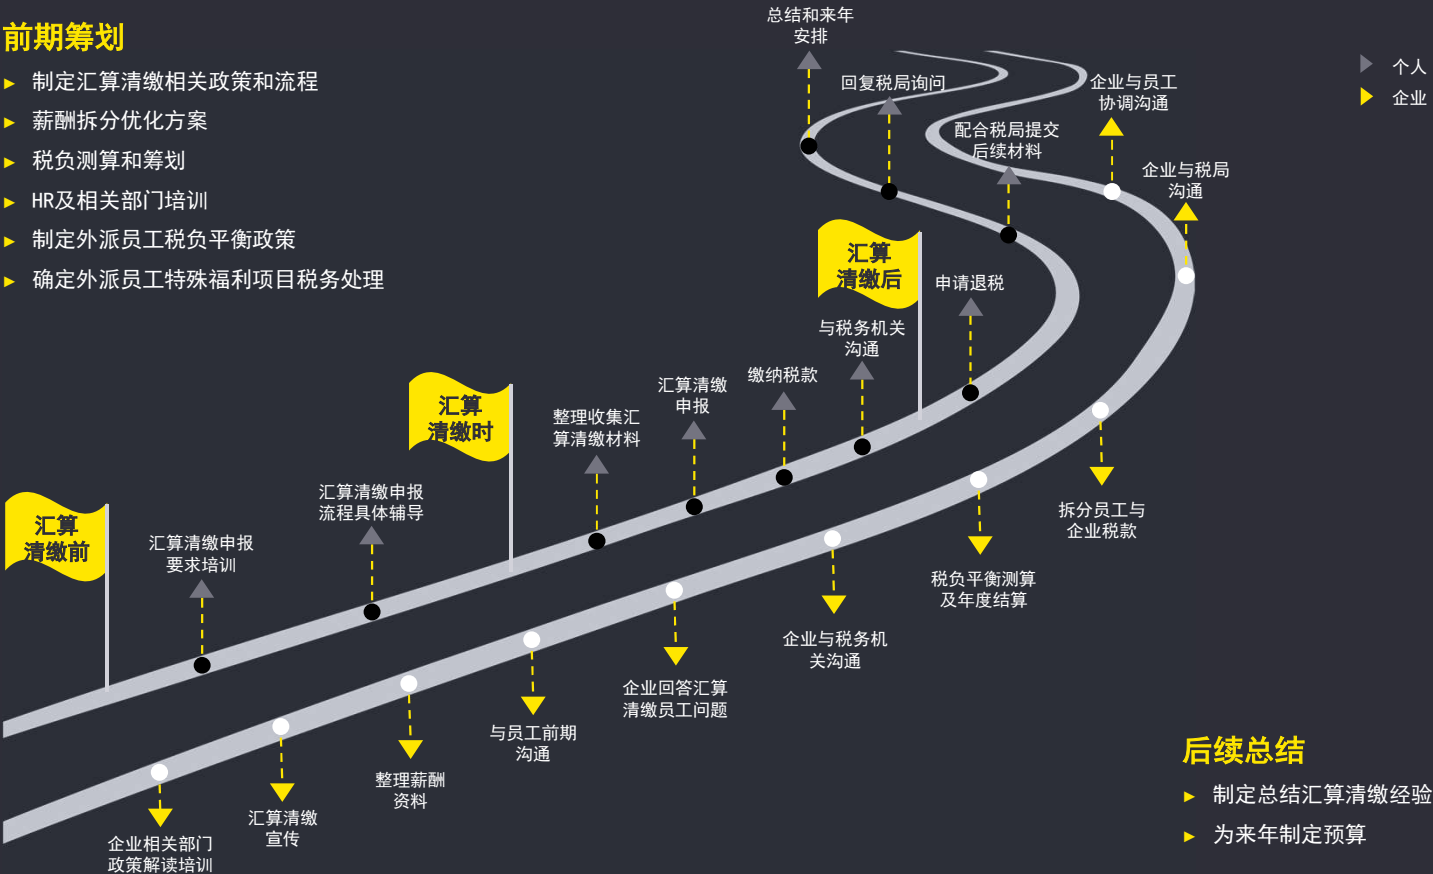 前期筹划
制定汇算清缴相关政策和流程
薪酬拆分优化方案
税负测算和筹划
HR及相关部门培训
制定外派员工税负平衡政策
确定外派员工特殊福利项目税务处理
个人
企业
总结和来年
安排
回复税局询问
配合税局提交
后续材料
企业与员工
协调沟通
企业与税局
沟通
汇算
清缴后
申请退税
与税务机关
沟通
缴纳税款
汇算清缴
申报
整理收集汇
算清缴材料
汇算
清缴时
汇算清缴申报
流程具体辅导
汇算清缴申报
要求培训
汇算
清缴前
企业相关部门
政策解读培训
汇算清缴
宣传
整理薪酬
资料
与员工前期
沟通
企业回答汇算
清缴员工问题
企业与税务机
关沟通
税负平衡测算
及年度结算
拆分员工与
企业税款
后续总结
制定总结汇算清缴经验
为来年制定预算